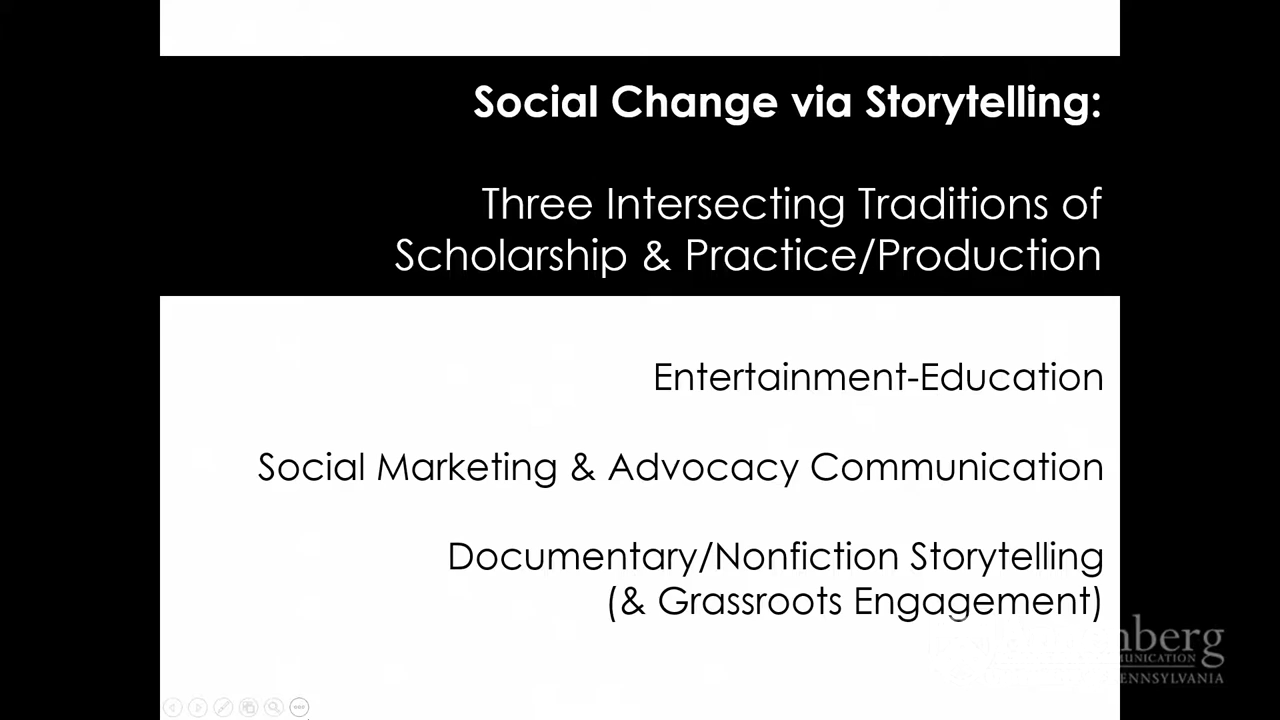 Social Change via Storytelling:
Three Intersecting Traditions of
Scholarship & Practice/Production
Entertainment-Education
Social Marketing & Advocacy Communication
Documentary/Nonfiction Storytelling
(& Grassroots Engagement)